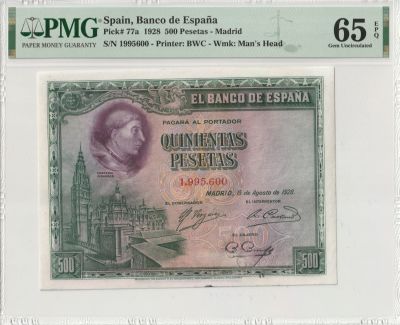 PMG
PAPER MONEY GUARANTY
Spain, Banco de España
Pick# 77a 1928 500 Pesetas - Madrid
S/N 1995600 - Printer: BWC - Wmk: Man's Head
65 EPQ
Gem Uncirculated
EL BANCO DE ESPAÑA
PAGARÁ AL PORTADOR
QUINIENTAS
PESETAS
1,995,600
MADRID, 15 de Agosto de 1928.
EL GOBERNADOR
EL INTERVENTOR
EL CAJERO
500
500